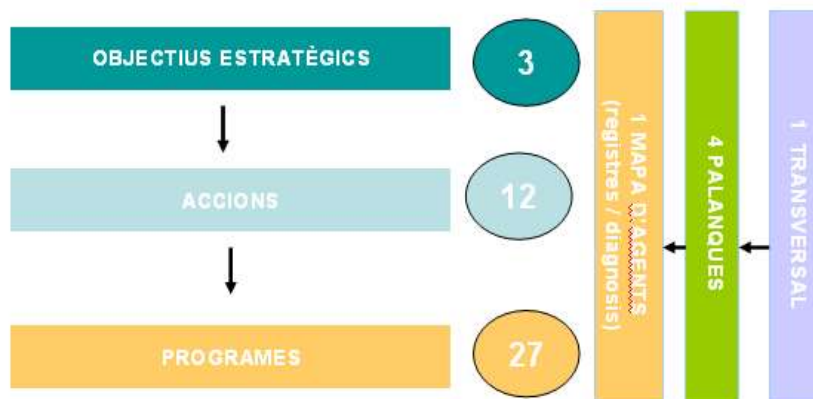 OBJECTIUS ESTRATÈGICS
3
ACCIONS
12
PROGRAMES
27
1 MAPA D'AGENTS
(registres / diagnosis)
4 PALANQUES
1 TRANSVERSAL